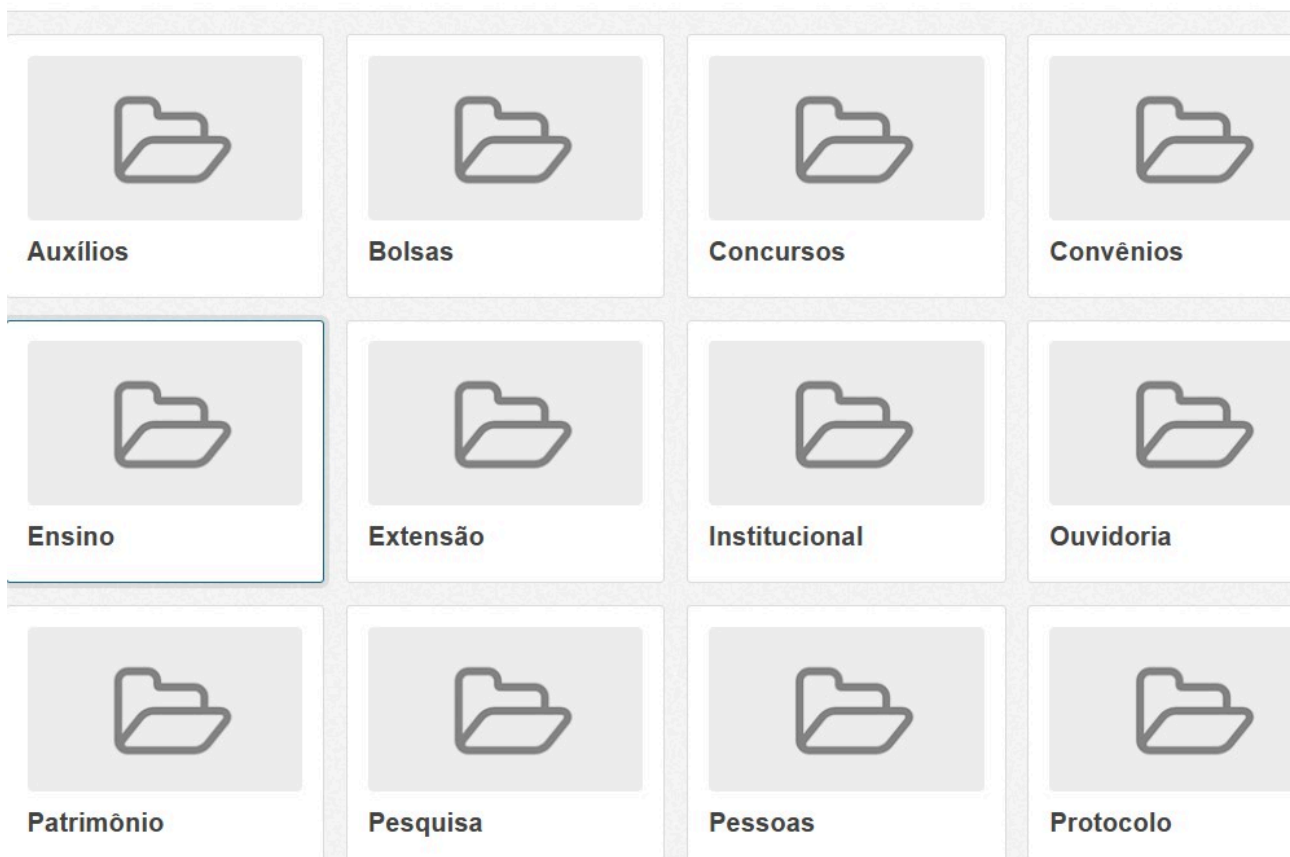 Auxílios
Bolsas
Concursos
Convênios
Ensino
Extensão
Institucional
Ouvidoria
Patrimônio
Pesquisa
Pessoas
Protocolo